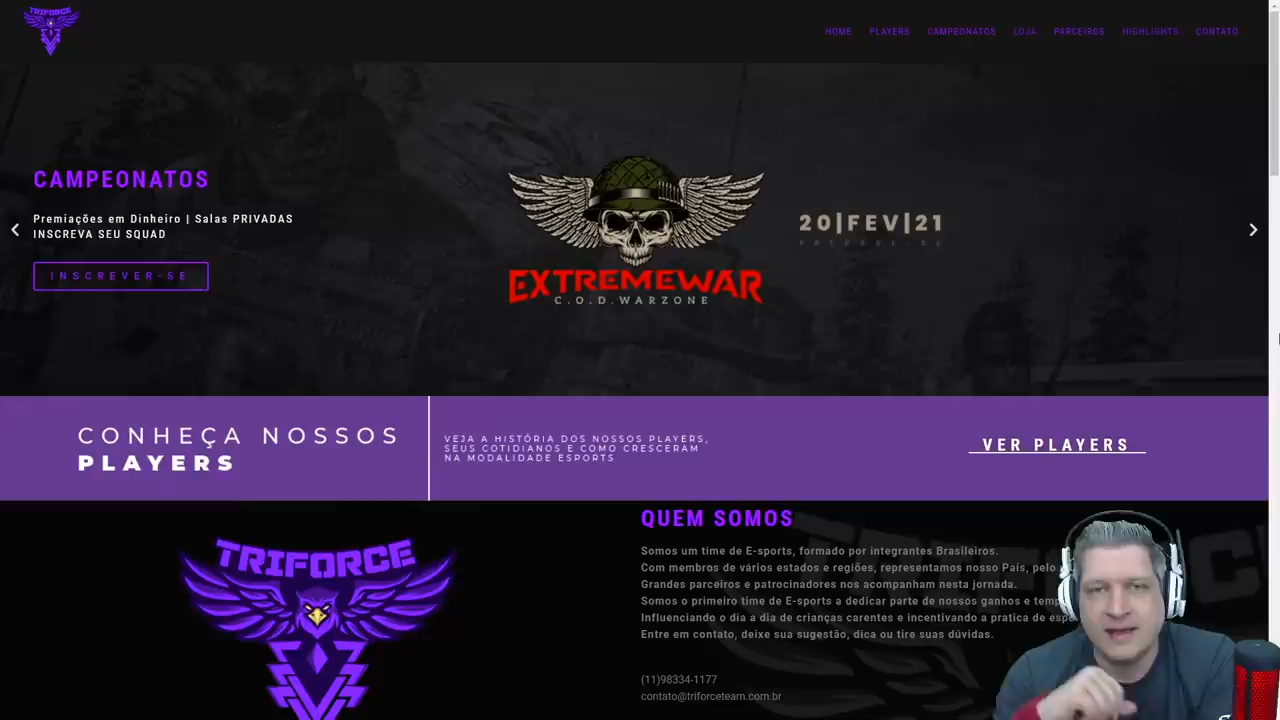 TRIFORCE
HOME PLAYERS CAMPEONATOS LOJA PARCEIROS HIGHLIGHTS CONTATO
CAMPEONATOS
Premiações em Dinheiro | Salas PRIVADAS
INSCREVA SEU SQUAD
INSCREVER-SE
EXTREMEWAR
C.O.D.WARZONE
20|FEV|21
PREPARE-SE
CONHEÇA NOSSOS
PLAYERS
VEJA A HISTÓRIA DOS NOSSOS PLAYERS,
SEUS COTIDIANOS E COMO CRESCERAM
NA MODALIDADE ESPORTS
VER PLAYERS
TRIFORCE
QUEM SOMOS
Somos um time de E-sports, formado por integrantes Brasileiros.
Com membros de vários estados e regiões, representamos nosso País, pelo
Grandes parceiros e patrocinadores nos acompanham nesta jornada.
Somos o primeiro time de E-sports a dedicar parte de nossos ganhos e
Influenciando o dia a dia de crianças carentes e incentivando a pratica de
Entre em contato, deixe sua sugestão, dica ou tire suas dúvidas.
(11)98334-1177
contato@triforceteam.com.br